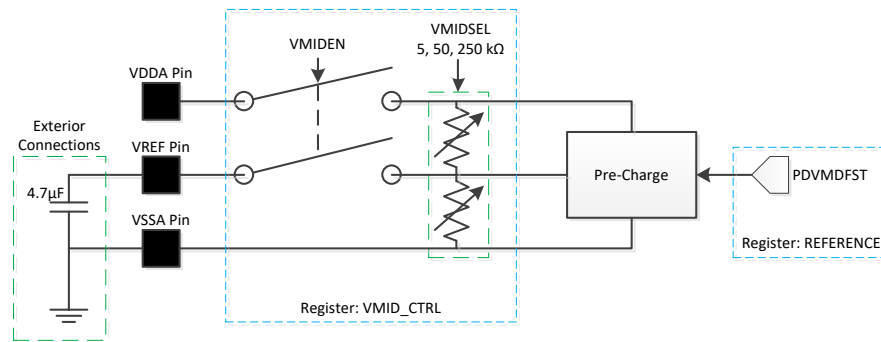 VMIDEN
VMIDSEL
5, 50, 250 kΩ
VDDA Pin
Exterior
Connections
VREF Pin
4.7µF
Pre-Charge
PDVMDFST
VSSA Pin
Register: REFERENCE
Register: VMID_CTRL